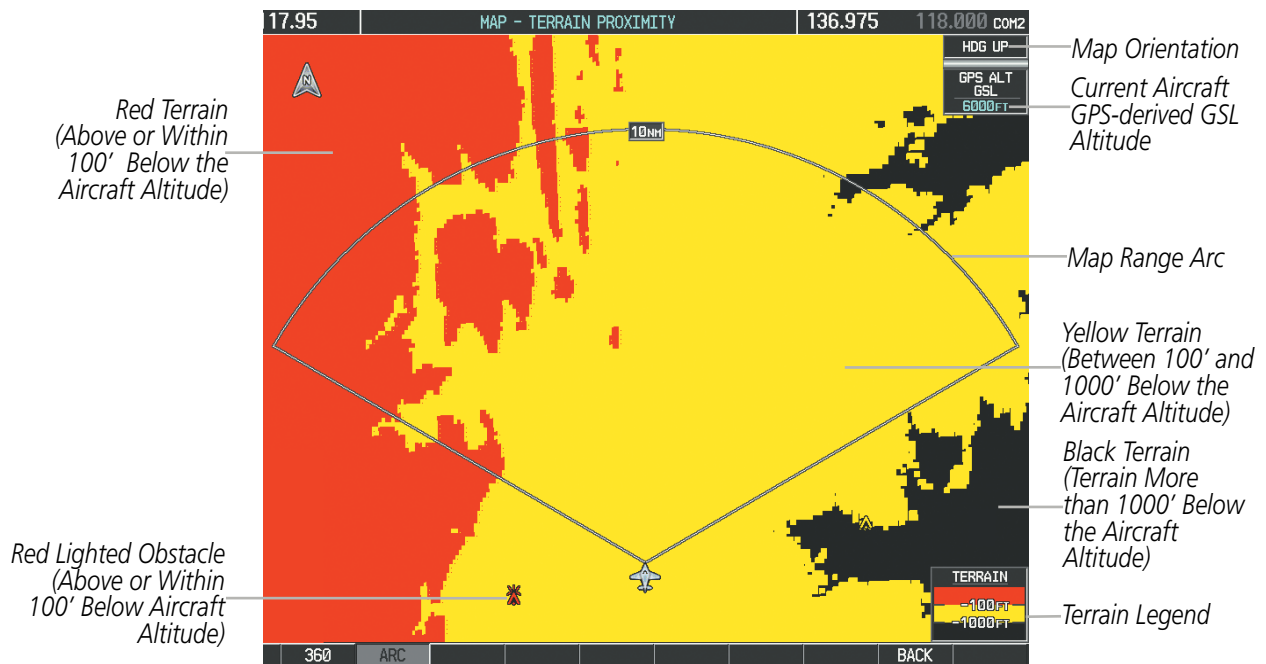 17.95
MAP - TERRAIN PROXIMITY
136.975
118.000 COM2
HDG UP
Map Orientation
N
GPS ALT
GSL
6000FT
Current Aircraft
GPS-derived GSL
Altitude
Red Terrain
(Above or Within
100' Below the
Aircraft Altitude)
10NM
Map Range Arc
Yellow Terrain
(Between 100' and
1000' Below the
Aircraft Altitude)
Black Terrain
(Terrain More
than 1000' Below
the Aircraft
Altitude)
Red Lighted Obstacle
(Above or Within
100' Below Aircraft
Altitude)
TERRAIN
-100FT
-1000FT
Terrain Legend
360
ARC
BACK